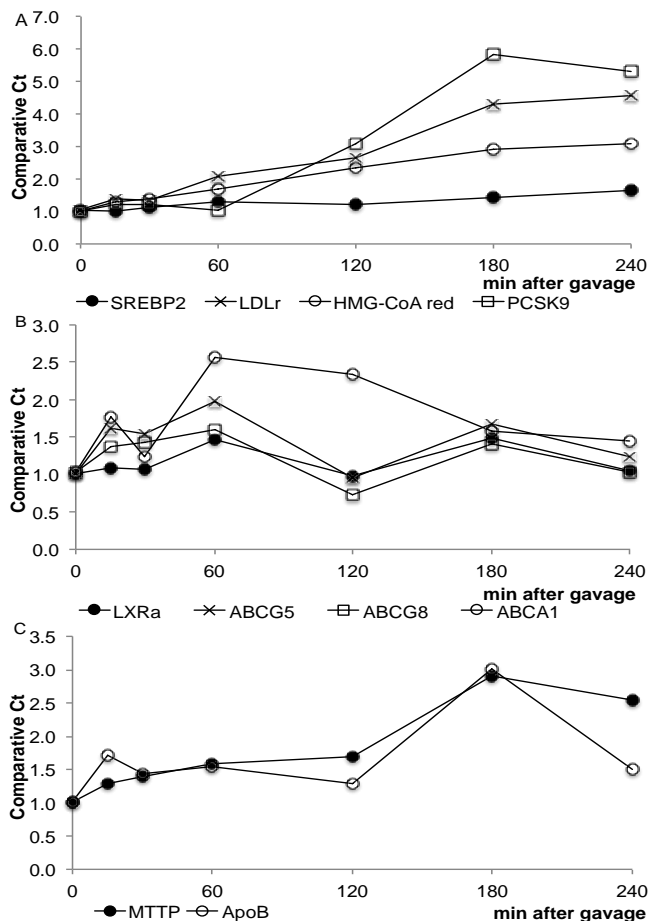 A
Comparative Ct
7.0
6.0
5.0
4.0
3.0
2.0
1.0
0.0
0 60 120 180 240
min after gavage
SREBP2 LDLr HMG-CoA red PCSK9
B
Comparative Ct
3.0
2.5
2.0
1.5
1.0
0.5
0.0
0 60 120 180 240
min after gavage
LXRa ABCG5 ABCG8 ABCA1
C
Comparative Ct
3.5
3.0
2.5
2.0
1.5
1.0
0.5
0.0
0 60 120 180 240
min after gavage
MTTP ApoB